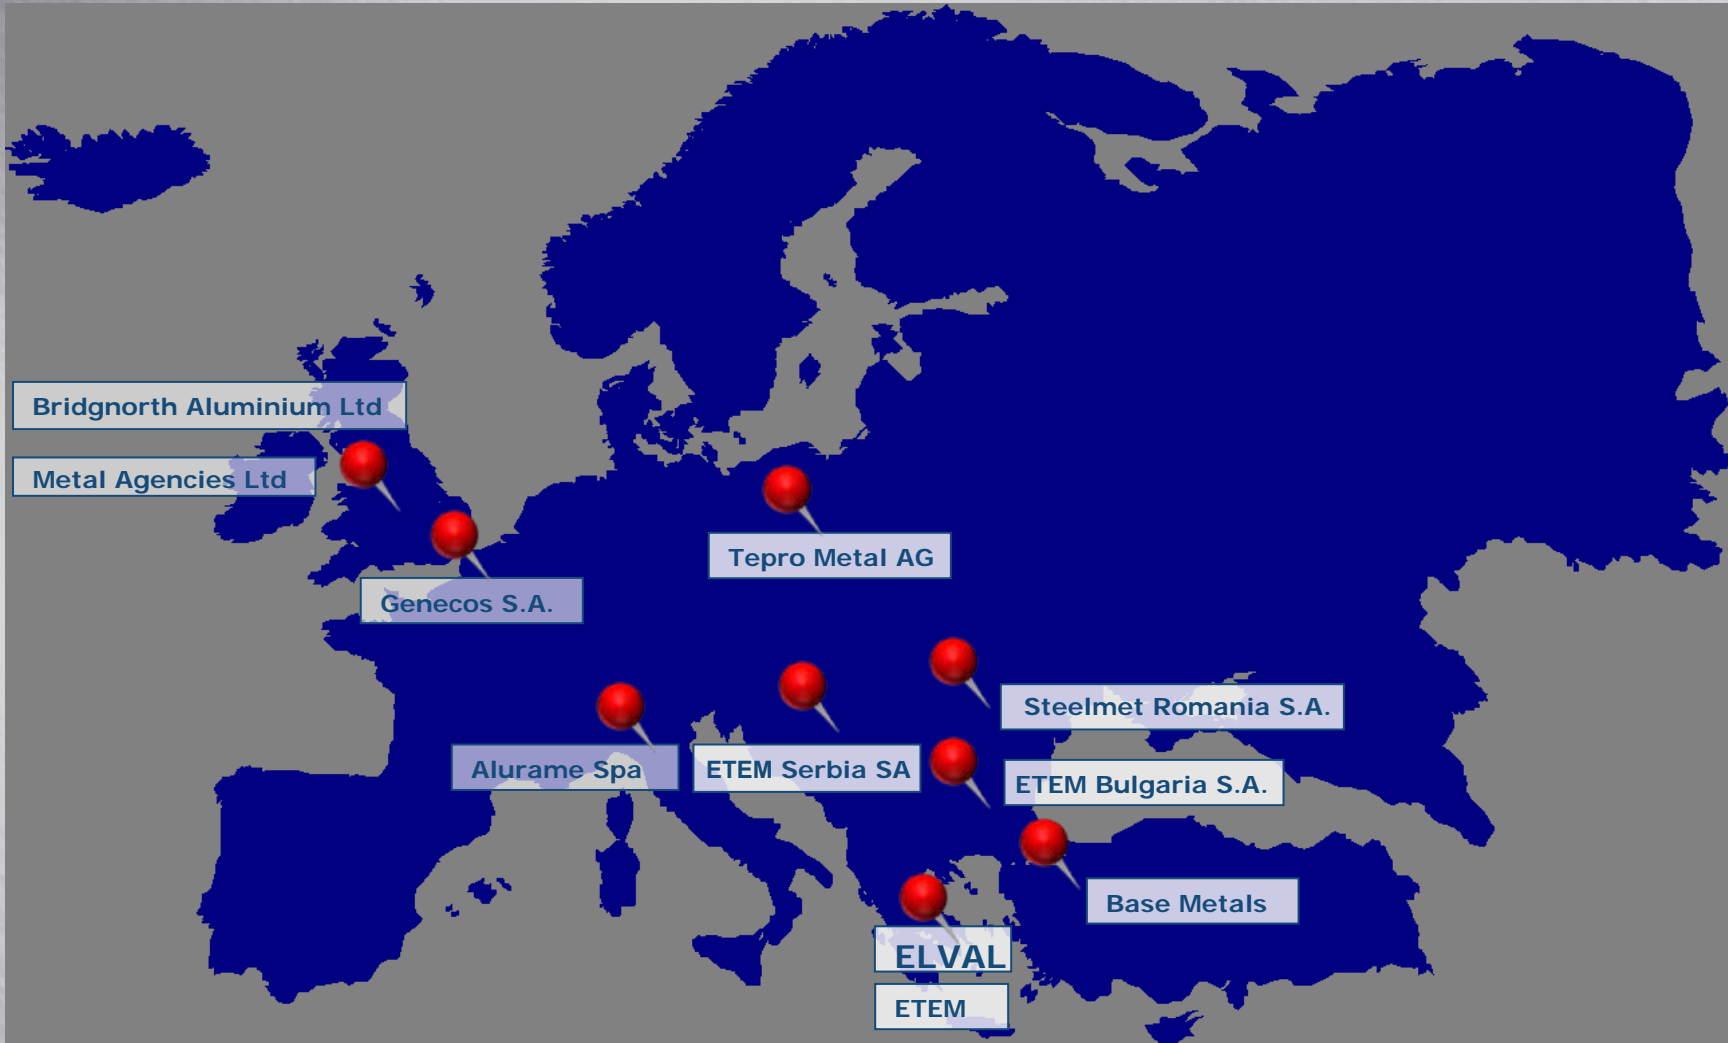 Bridgnorth Aluminium Ltd
Metal Agencies Ltd
Tepro Metal AG
Genecos S.A.
Steelmet Romania S.A.
Alurame Spa
ETEM Serbia SA
ETEM Bulgaria S.A.
Base Metals
ELVAL
ETEM